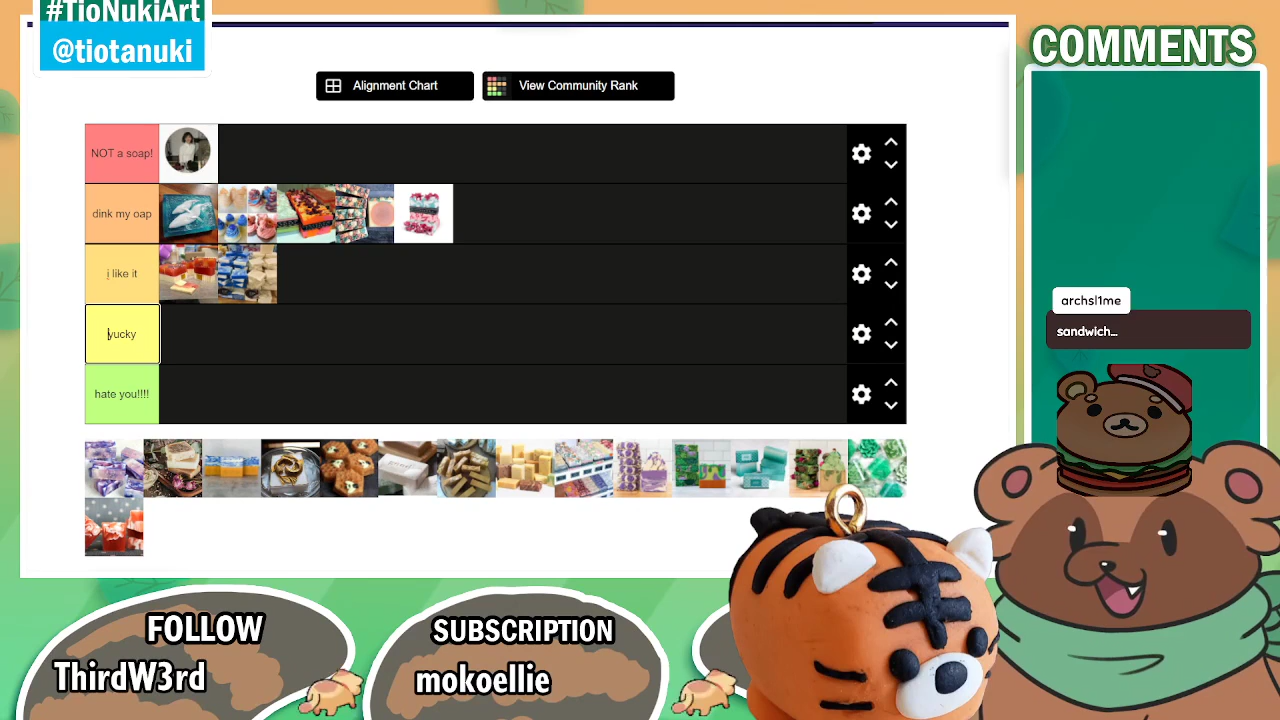 #TioNukiArt
@tiotanuki
COMMENTS
Alignment Chart
View Community Rank
NOT a soap!
dink my oap
i like it
yucky
hate you!!!!
archsl1me
sandwich...
FOLLOW
ThirdW3rd
SUBSCRIPTION
mokoellie